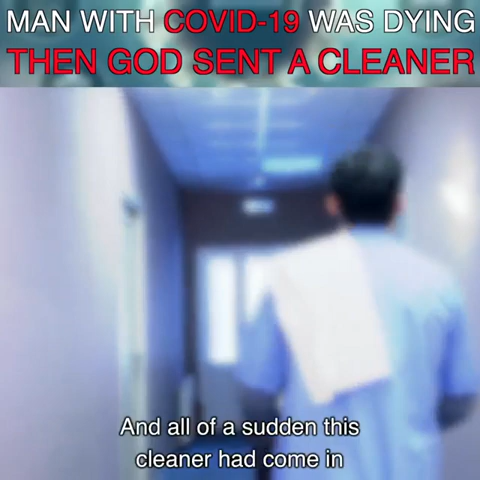 MAN WITH COVID-19 WAS DYING
THEN GOD SENT A CLEANER
And all of a sudden this
cleaner had come in